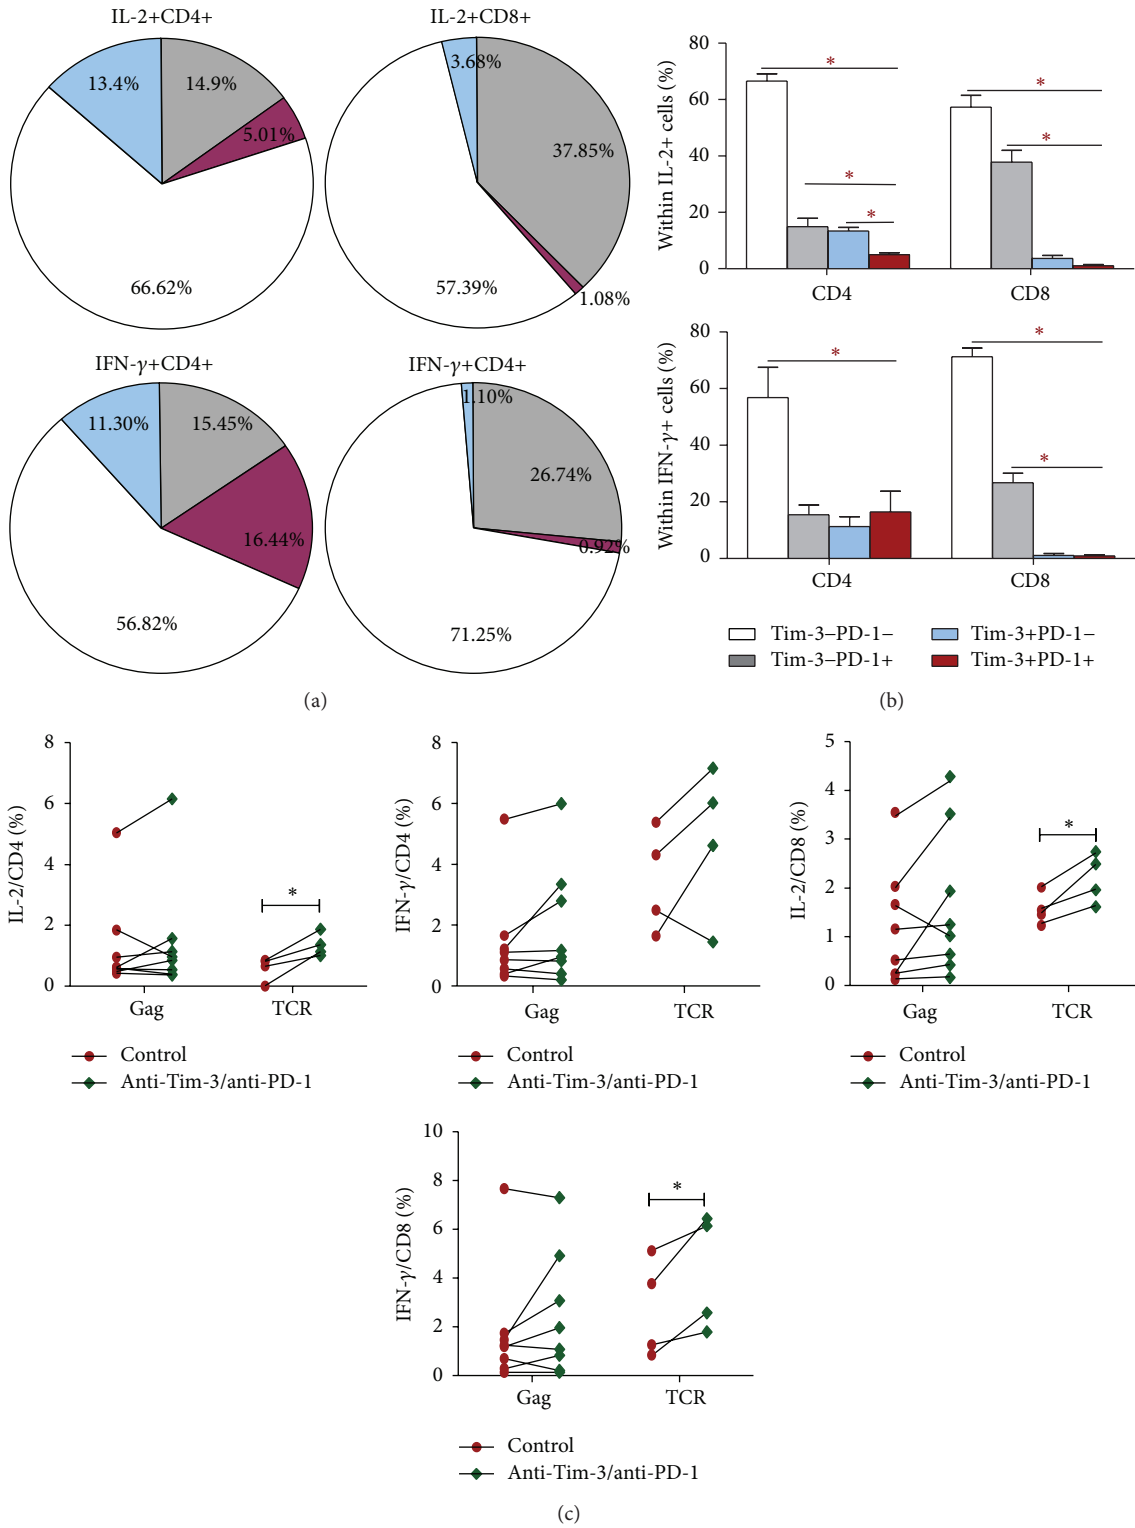 IL-2+CD4+
IL-2+CD8+
13.4%
14.9%
5.01%
66.62%
3.68%
37.85%
57.39%
1.08%
IFN-γ+CD4+
IFN-γ+CD4+
11.30%
15.45%
16.44%
56.82%
1.10%
26.74%
0.92%
71.25%
(a)
Within IL-2+ cells (%)
80
60
40
20
0
*
*
*
*
*
CD4
CD8
Within IFN-γ+ cells (%)
80
60
40
20
0
*
*
*
CD4
CD8
Tim-3−PD-1−
Tim-3+PD-1−
Tim-3−PD-1+
Tim-3+PD-1+
(b)
IL-2/CD4 (%)
8
6
4
2
0
*
Gag
TCR
Control
Anti-Tim-3/anti-PD-1
IFN-γ/CD4 (%)
8
6
4
2
0
Gag
TCR
Control
Anti-Tim-3/anti-PD-1
IL-2/CD8 (%)
5
4
3
2
1
0
*
Gag
TCR
Control
Anti-Tim-3/anti-PD-1
IFN-γ/CD8 (%)
10
8
6
4
2
0
*
Gag
TCR
Control
Anti-Tim-3/anti-PD-1
(c)